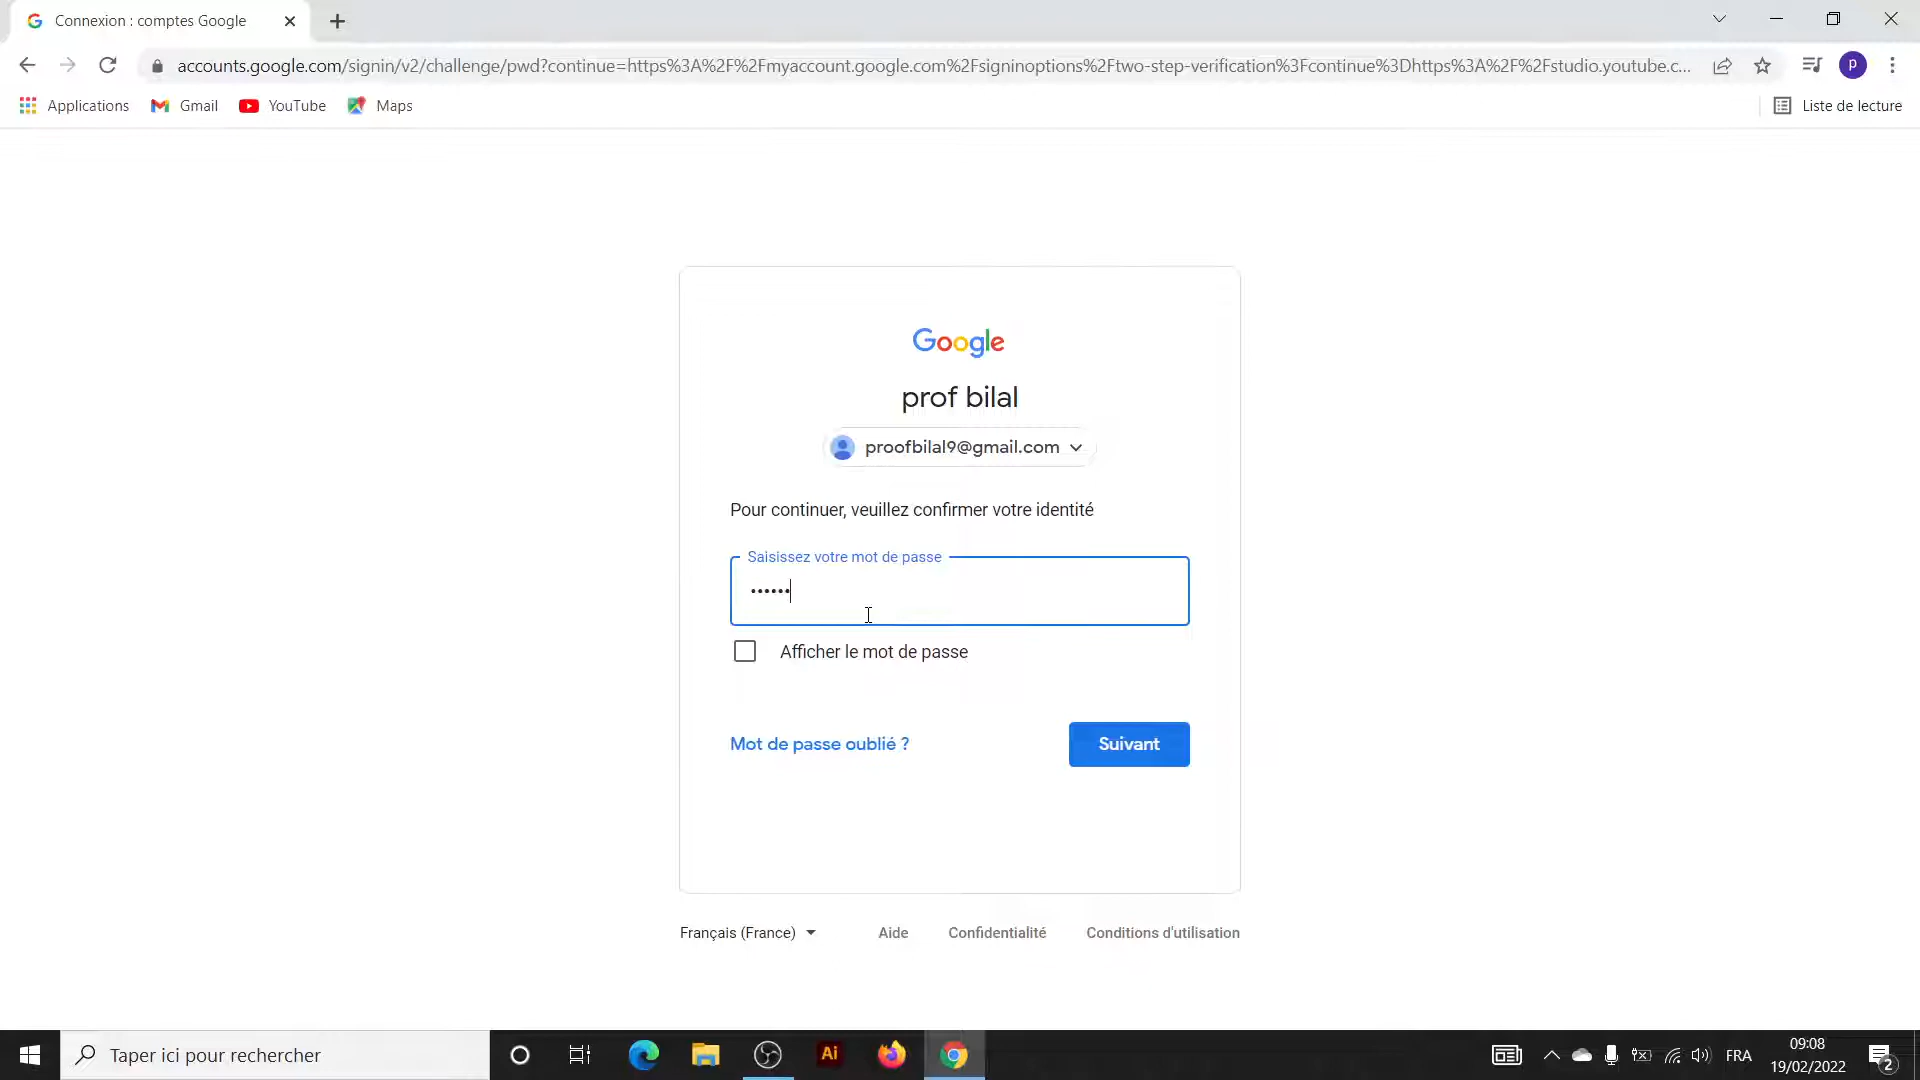 Connexion : comptes Google
accounts.google.com/signin/v2/challenge/pwd?continue=https%3A%2F%2Fmyaccount.google.com%2Fsigninoptions%2Ftwo-step-verification%3Fcontinue%3Dhttps%3A%2F%2Fstudio.youtube.c...
P
Applications
Gmail
YouTube
Maps
Liste de lecture
Google
prof bilal
proofbilal9@gmail.com
Pour continuer, veuillez confirmer votre identité
Saisissez votre mot de passe
••••••
Afficher le mot de passe
Mot de passe oublié ?
Suivant
Français (France)
Aide
Confidentialité
Conditions d'utilisation
Taper ici pour rechercher
Ai
FRA
09:08
19/02/2022
2